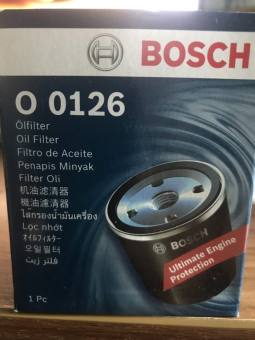 BOSCH
O 0126
Ölfilter
Oil Filter
Filtro de Aceite
Penapis Minyak
Filter Oli
机油滤清器
機油濾清器
ไส้กรองน้ำมันเครื่อง
Lọc nhớt
オイルフィルター
오일필터
فلتر زيت
1 Pc
BOSCH
Ultimate Engine
Protection